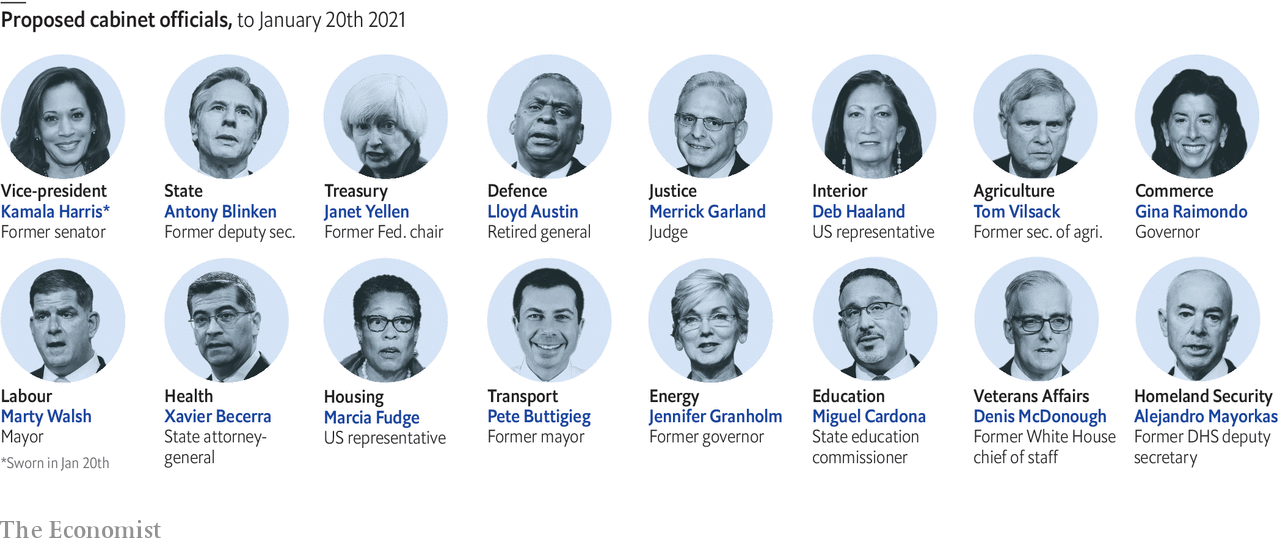 Proposed cabinet officials, to January 20th 2021
Vice-president
Kamala Harris*
Former senator
State
Antony Blinken
Former deputy sec.
Treasury
Janet Yellen
Former Fed. chair
Defence
Lloyd Austin
Retired general
Justice
Merrick Garland
Judge
Interior
Deb Haaland
US representative
Agriculture
Tom Vilsack
Former sec. of agri.
Commerce
Gina Raimondo
Governor
Labour
Marty Walsh
Mayor
Health
Xavier Becerra
State attorney-
general
Housing
Marcia Fudge
US representative
Transport
Pete Buttigieg
Former mayor
Energy
Jennifer Granholm
Former governor
Education
Miguel Cardona
State education
commissioner
Veterans Affairs
Denis McDonough
Former White House
chief of staff
Homeland Security
Alejandro Mayorkas
Former DHS deputy
secretary
*Sworn in Jan 20th
The Economist